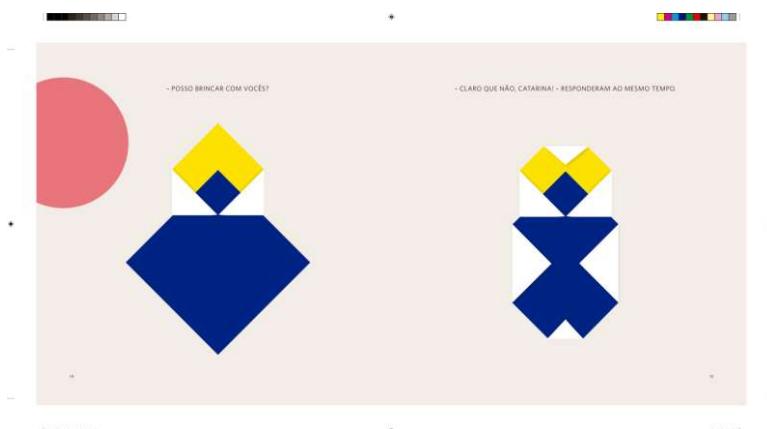 – POSSO BRINCAR COM VOCÊS?
– CLARO QUE NÃO, CATARINA! – RESPONDERAM AO MESMO TEMPO.